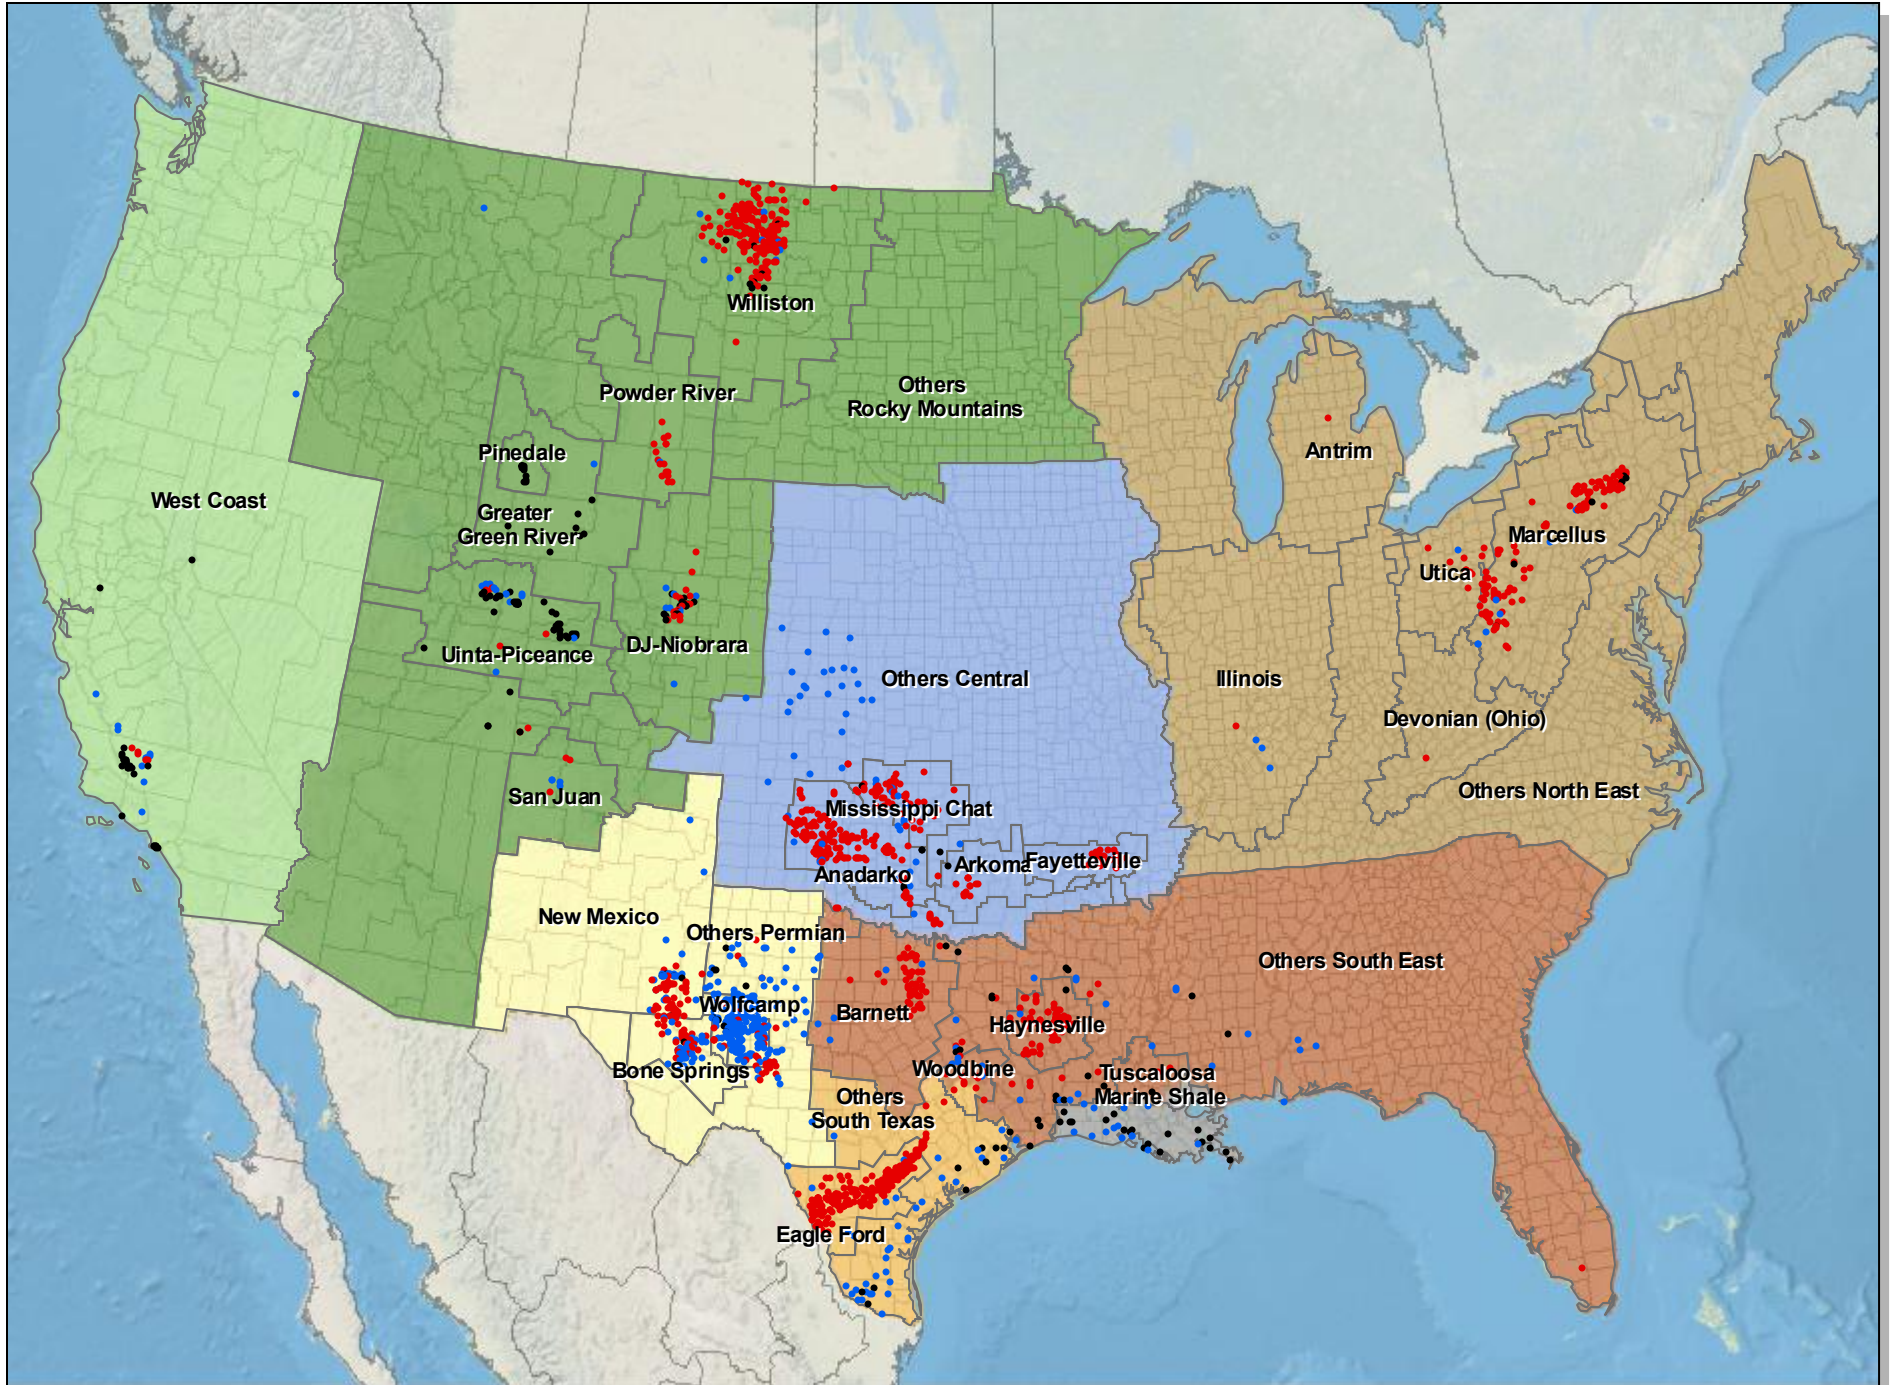 Williston
Powder River
Others
Rocky Mountains
Pinedale
Antrim
West Coast
Greater
Green River
Marcellus
Utica
DJ-Niobrara
Uinta-Piceance
Others Central
Illinois
Devonian (Ohio)
Others North East
San Juan
Mississippi Chat
Arkoma
Fayetteville
Anadarko
New Mexico
Others Permian
Others South East
Wolfcamp
Barnett
Haynesville
Bone Springs
Woodbine
Tuscaloosa
Marine Shale
Others
South Texas
Eagle Ford